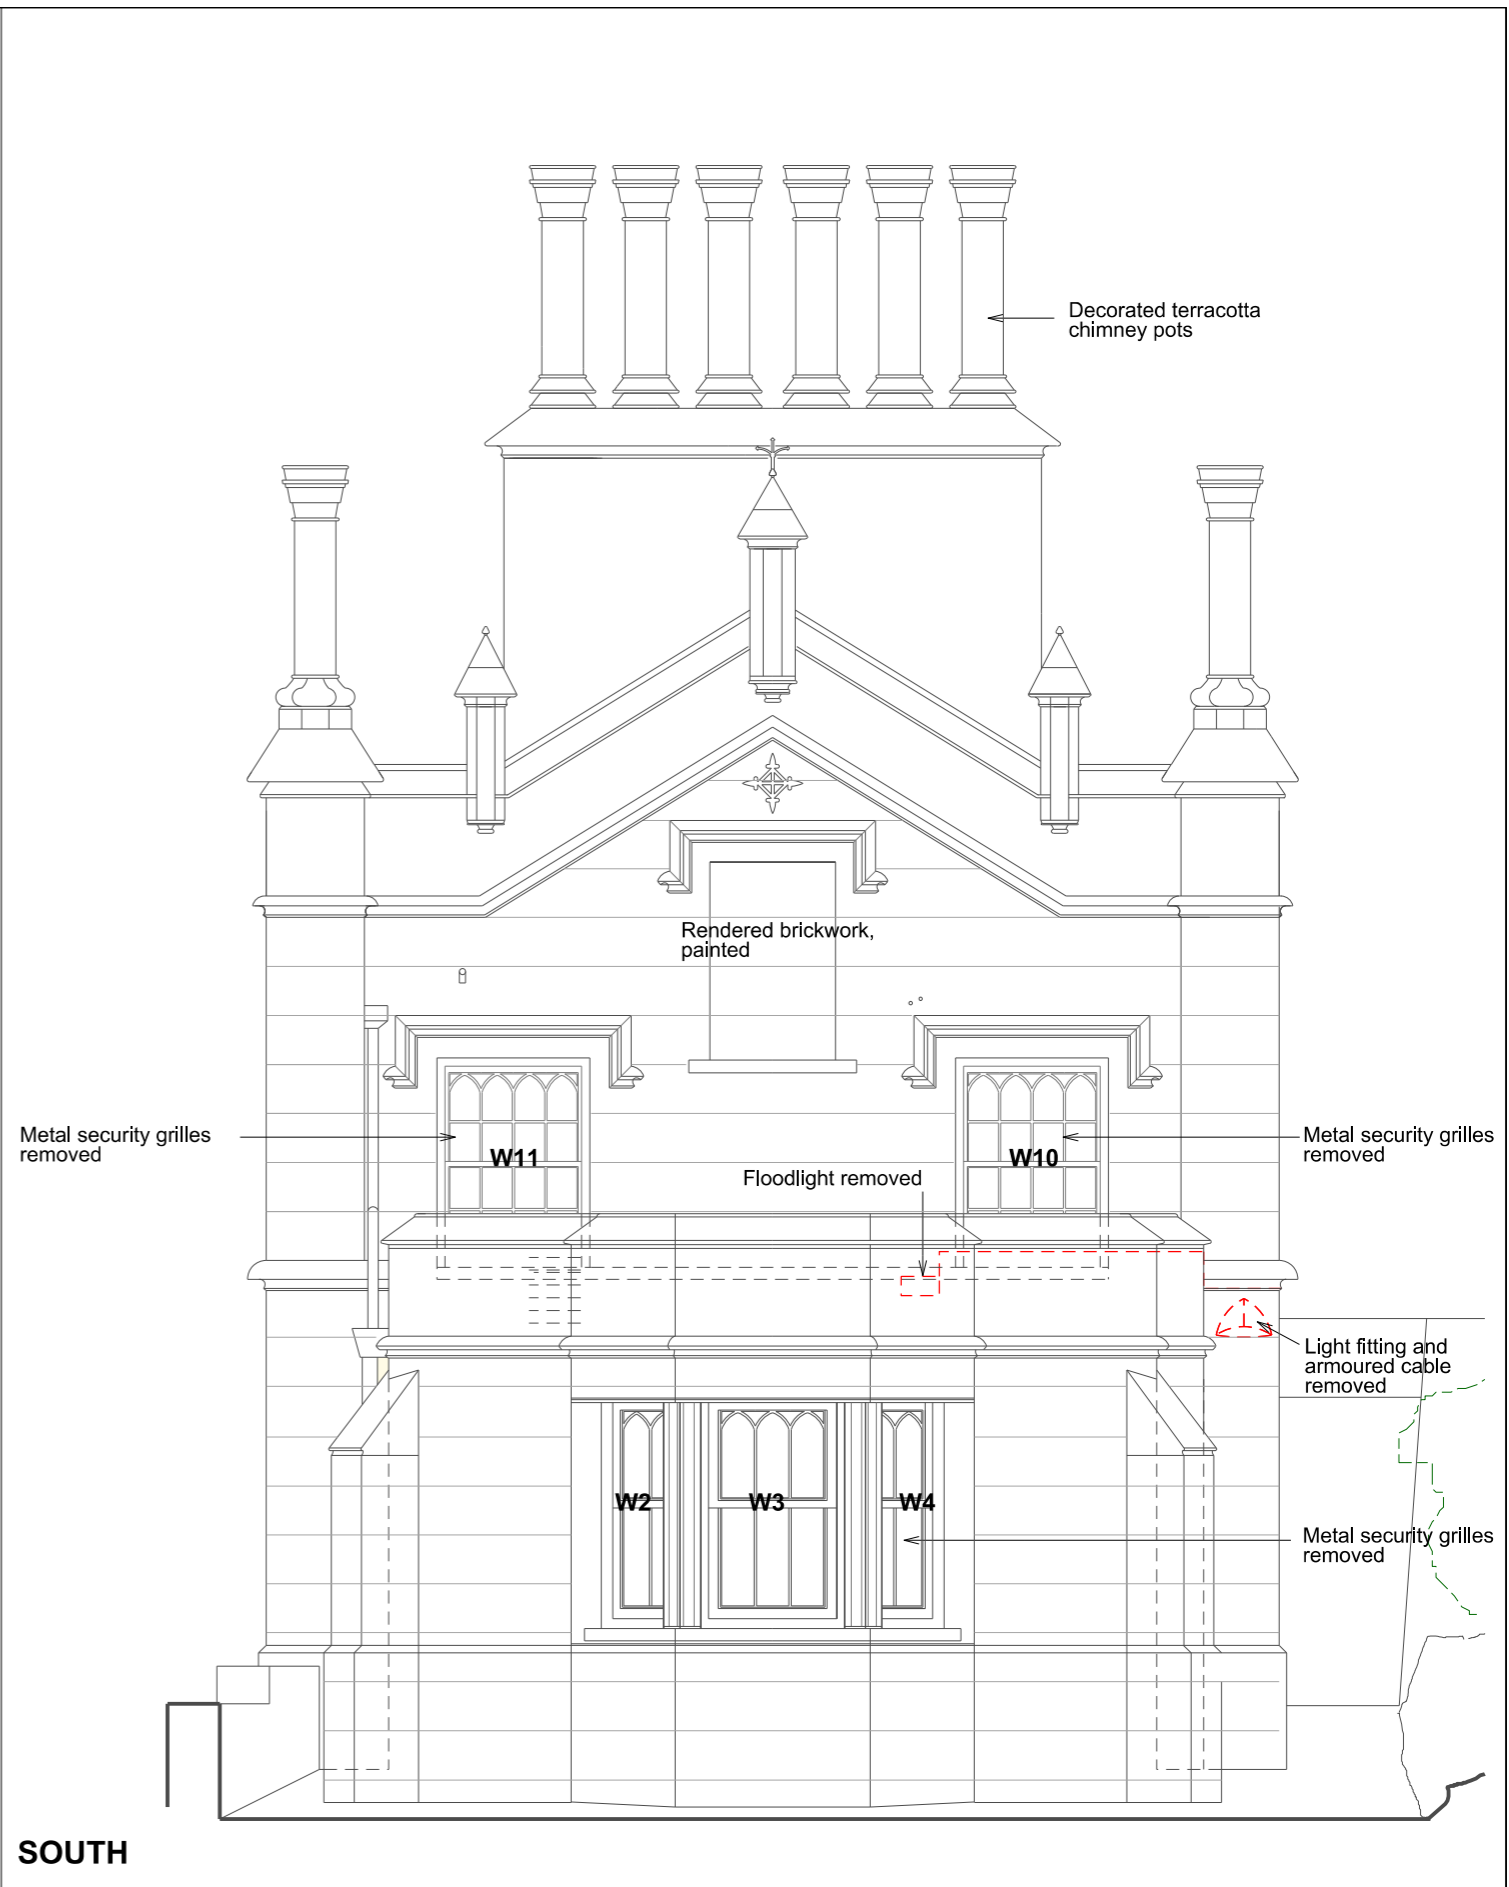 Decorated terracotta
chimney pots
Rendered brickwork,
painted
Metal security grilles
removed
W11
W10
Metal security grilles
removed
Floodlight removed
Light fitting and
armoured cable
removed
W2
W3
W4
Metal security grilles
removed
SOUTH